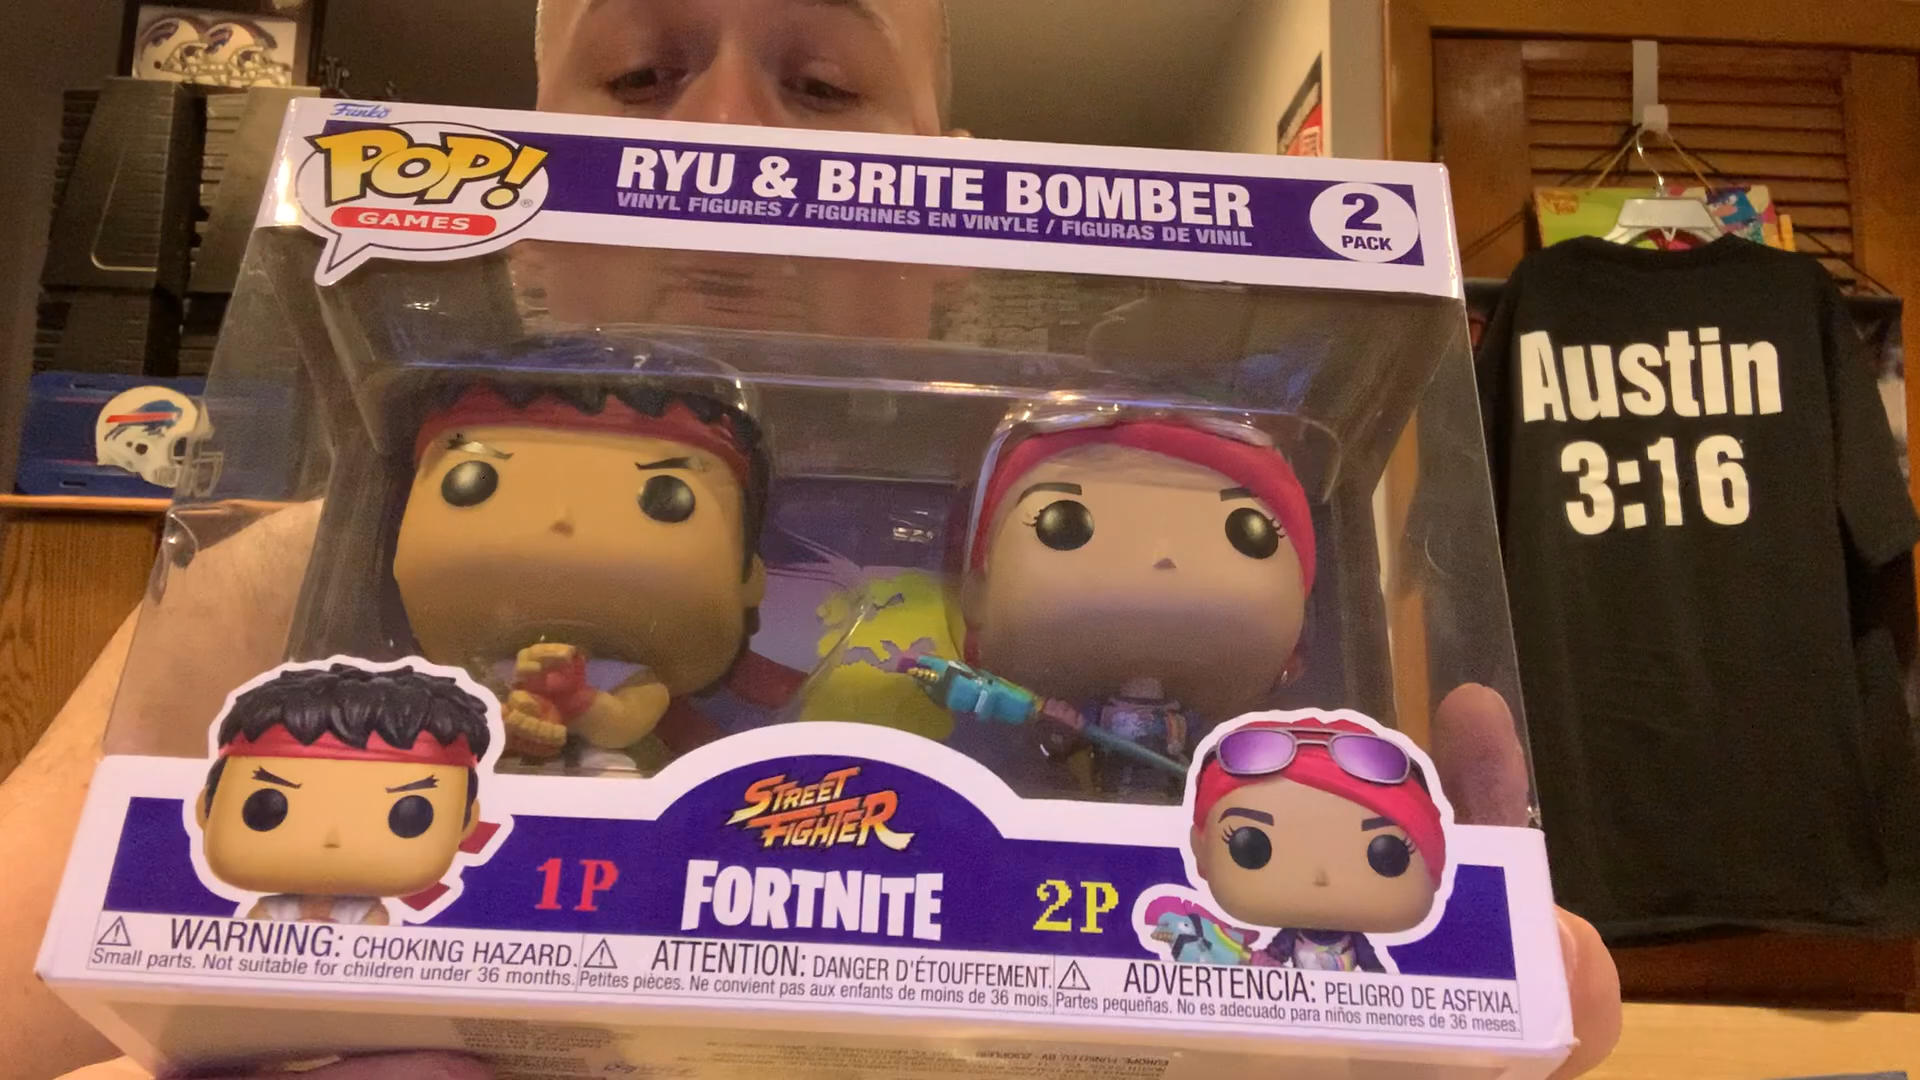 Funko
POP!
GAMES
RYU & BRITE BOMBER
VINYL FIGURES / FIGURINES EN VINYLE / FIGURAS DE VINIL
2
PACK
Austin
3:16
STREET
FIGHTER
1P
FORTNITE
2P
WARNING: CHOKING HAZARD.
Small parts. Not suitable for children under 36 months.
ATTENTION: DANGER D'ÉTOUFFEMENT.
Petites pièces. Ne convient pas aux enfants de moins de 36 mois.
ADVERTENCIA: PELIGRO DE ASFIXIA.
Partes pequeñas. No es adecuado para niños menores de 36 meses.